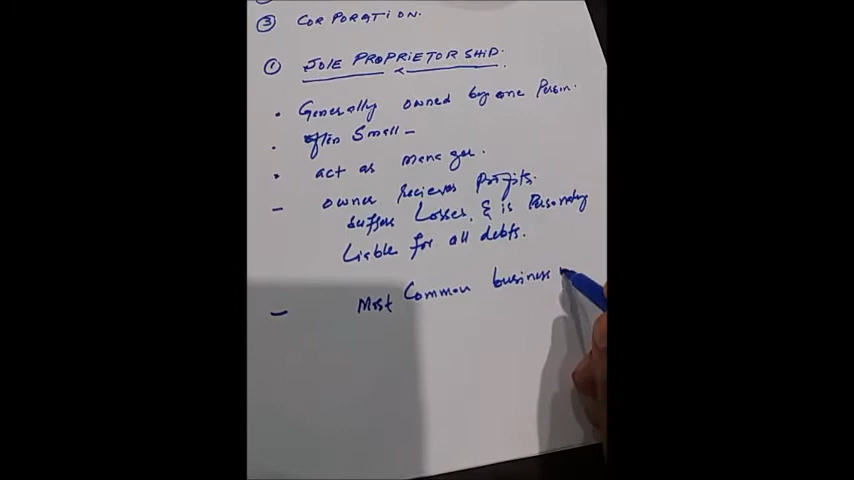 ③ CORPORATION.
① SOLE PROPRIETORSHIP.
• Generally owned by one Person.
• often Small -
• act as manager.
- owner recieves profits.
suffers Losses, & is Personaly
Liable for all debts.
- Most Common business